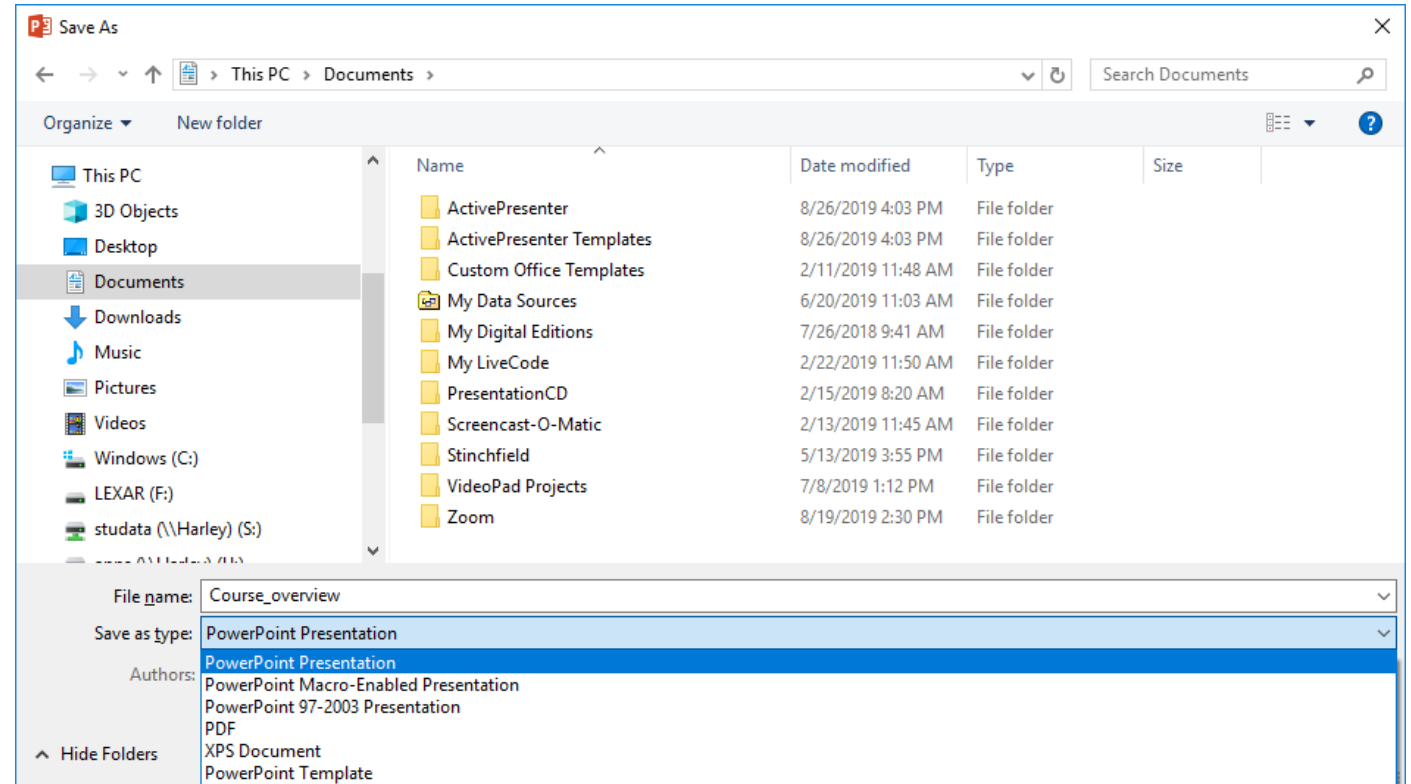 Save As
This PC > Documents >
Search Documents
Organize
New folder
Name
Date modified
Type
Size
This PC
3D Objects
Desktop
Documents
Downloads
Music
Pictures
Videos
Windows (C:)
LEXAR (F:)
studata (\\Harley) (S:)
ActivePresenter 8/26/2019 4:03 PM File folder
ActivePresenter Templates 8/26/2019 4:03 PM File folder
Custom Office Templates 2/11/2019 11:48 AM File folder
My Data Sources 6/20/2019 11:03 AM File folder
My Digital Editions 7/26/2018 9:41 AM File folder
My LiveCode 2/22/2019 11:50 AM File folder
PresentationCD 2/15/2019 8:20 AM File folder
Screencast-O-Matic 2/13/2019 11:45 AM File folder
Stinchfield 5/13/2019 3:55 PM File folder
VideoPad Projects 7/8/2019 1:12 PM File folder
Zoom 8/19/2019 2:30 PM File folder
File name: Course_overview
Save as type: PowerPoint Presentation
Authors:
PowerPoint Presentation
PowerPoint Macro-Enabled Presentation
PowerPoint 97-2003 Presentation
PDF
XPS Document
PowerPoint Template
Hide Folders